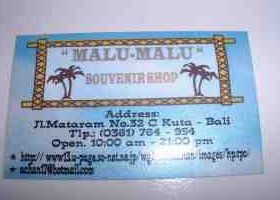 "MALU-MALU"
SOUVENIR SHOP
Address:
Jl.Mataram No.32 C Kuta - Bali
Tlp.: (0361) 764 - 954
Open. 10:00 am - 21:00 pm